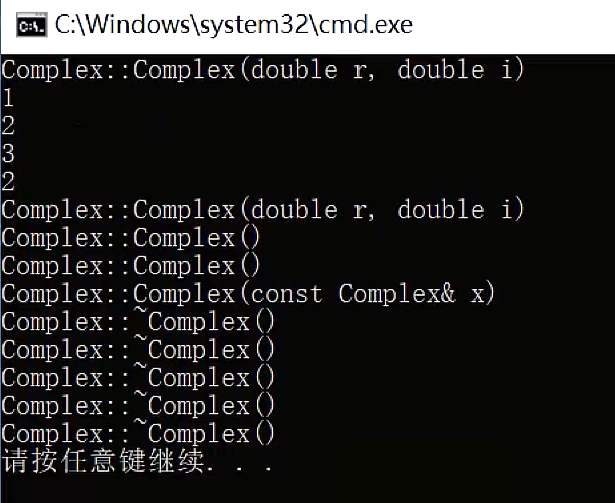 C:\Windows\system32\cmd.exe
Complex::Complex(double r, double i)
1
2
3
2
Complex::Complex(double r, double i)
Complex::Complex()
Complex::Complex()
Complex::Complex(const Complex& x)
Complex::~Complex()
Complex::~Complex()
Complex::~Complex()
Complex::~Complex()
Complex::~Complex()
请按任意键继续. . .